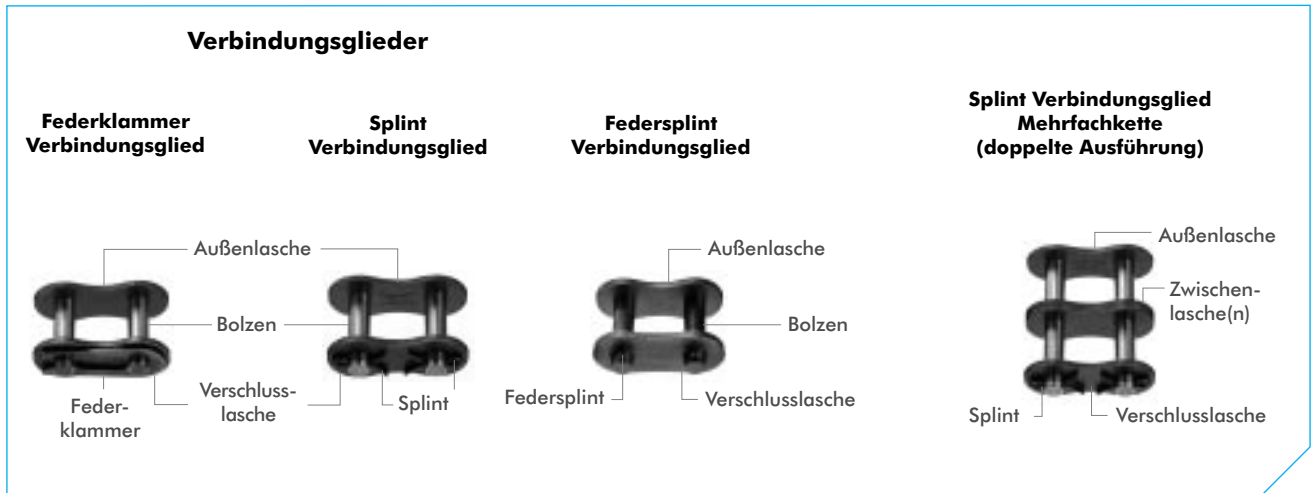 Verbindungsglieder
Federklammer
Verbindungsglied
Splint
Verbindungsglied
Federsplint
Verbindungsglied
Splint Verbindungsglied
Mehrfachkette
(doppelte Ausführung)
Außenlasche
Bolzen
Verschluss-
lasche
Feder-
klammer
Splint
Außenlasche
Bolzen
Federsplint
Verschlusslasche
Außenlasche
Zwischen-
lasche(n)
Splint
Verschlusslasche